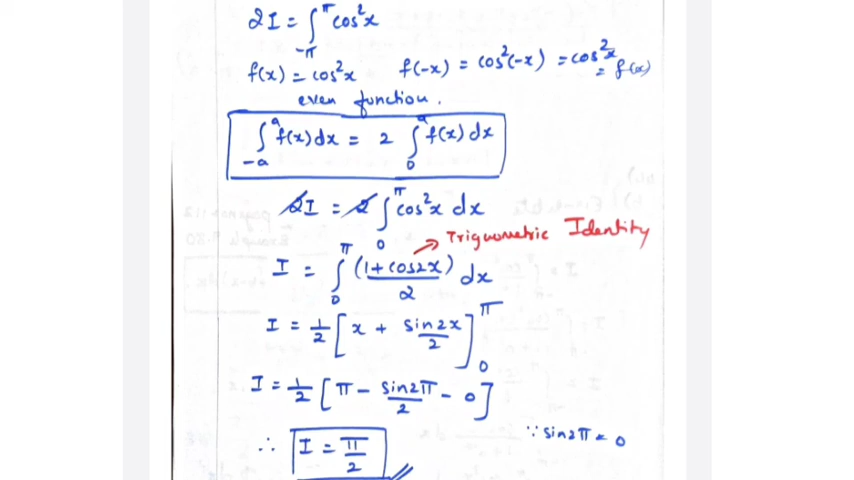 2I = ∫_{-π}^{π} cos²x
f(x) = cos²x f(-x) = cos²(-x) = cos²x = f(x)
even function.
∫_{-a}^{a} f(x) dx = 2 ∫_{0}^{a} f(x) dx
2I = 2 ∫_{0}^{π} cos²x dx
→ Trignometric Identity
I = ∫_{0}^{π} (1+cos2x)/2 dx
I = 1/2 [x + sin2x/2]_{0}^{π}
I = 1/2 [π - sin2π/2 - 0]
∵ sin2π = 0
∴ I = π/2